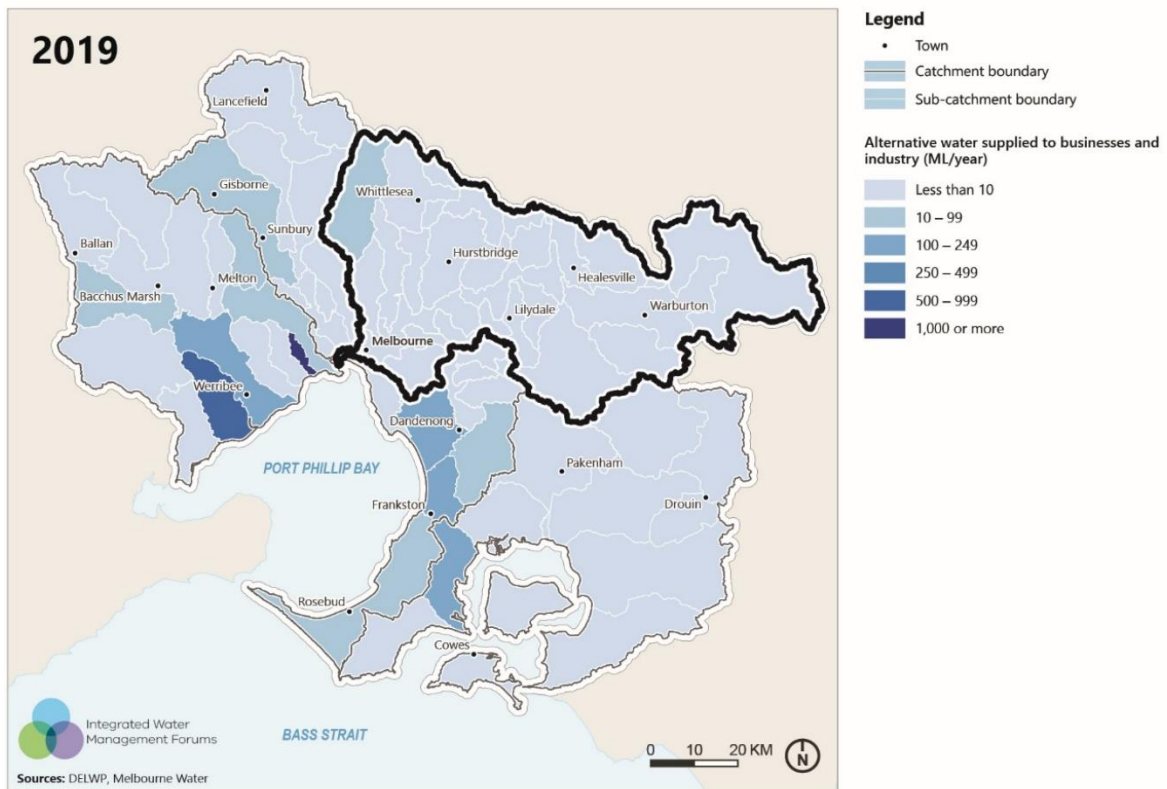 2019
Lancefield
Gisborne
Whittlesea
Sunbury
Ballan
Hurstbridge
Healesville
Melton
Bacchus Marsh
Lilydale
Warburton
Melbourne
Werribee
Dandenong
PORT PHILLIP BAY
Pakenham
Frankston
Drouin
Rosebud
Cowes
Integrated Water
Management Forums
BASS STRAIT
0 10 20 KM
N
Sources: DELWP, Melbourne Water
Legend
Town
Catchment boundary
Sub-catchment boundary
Alternative water supplied to businesses and
industry (ML/year)
Less than 10
10 – 99
100 – 249
250 – 499
500 – 999
1,000 or more